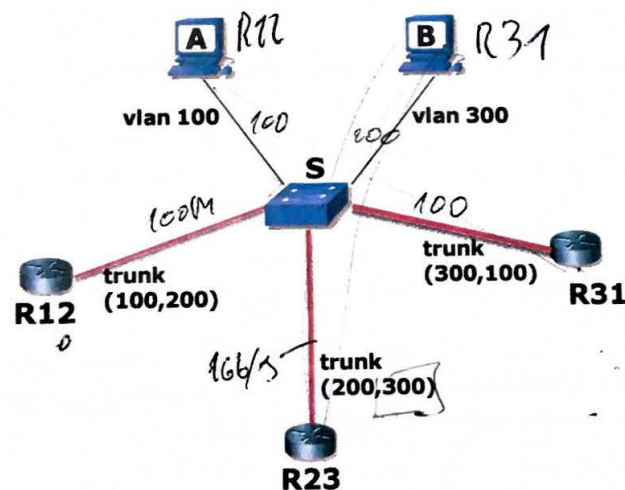 A R12
B R31
vlan 100
100
200
vlan 300
S
100M
100
trunk
(100,200)
trunk
(300,100)
R12
R31
trunk
(200,300)
R23